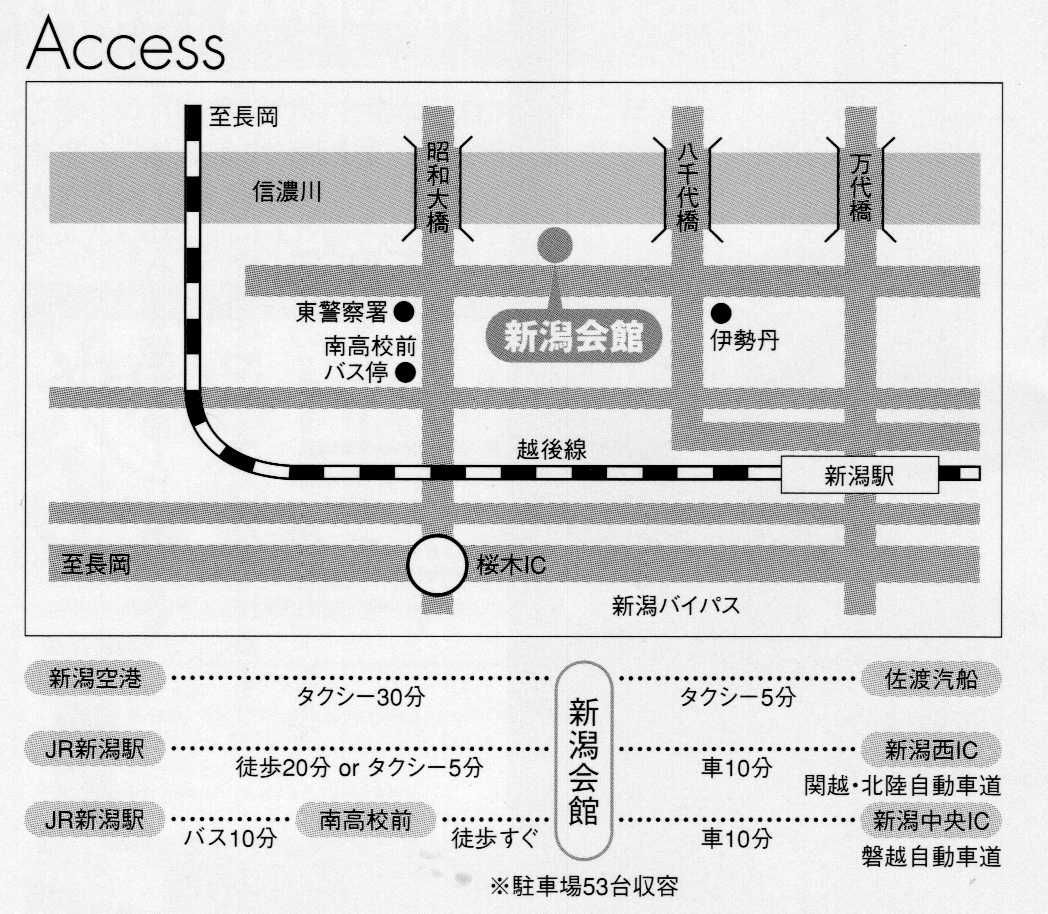 Access
至長岡
信濃川
昭和大橋
八千代橋
万代橋
東警察署
新潟会館
伊勢丹
南高校前
バス停
越後線
新潟駅
至長岡
桜木IC
新潟バイパス
新潟空港
タクシー30分
新潟会館
タクシー5分
佐渡汽船
JR新潟駅
徒歩20分 or タクシー5分
車10分
新潟西IC
関越・北陸自動車道
JR新潟駅
バス10分
南高校前
徒歩すぐ
車10分
新潟中央IC
磐越自動車道
※駐車場53台収容